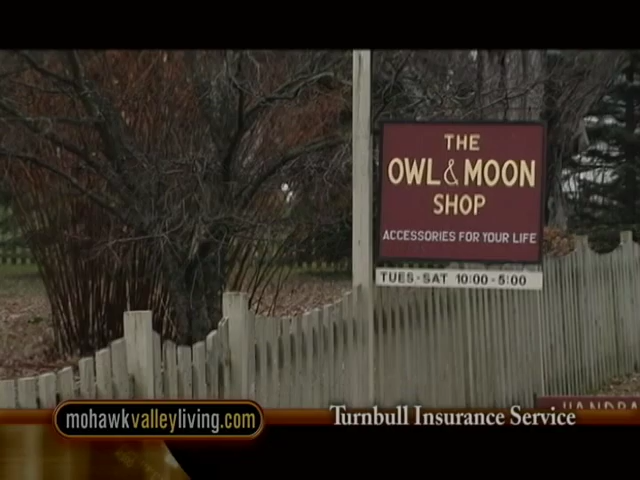 THE
OWL & MOON
SHOP
ACCESSORIES FOR YOUR LIFE
TUES-SAT 10:00-5:00
mohawkvalleyliving.com
Turnbull Insurance Service